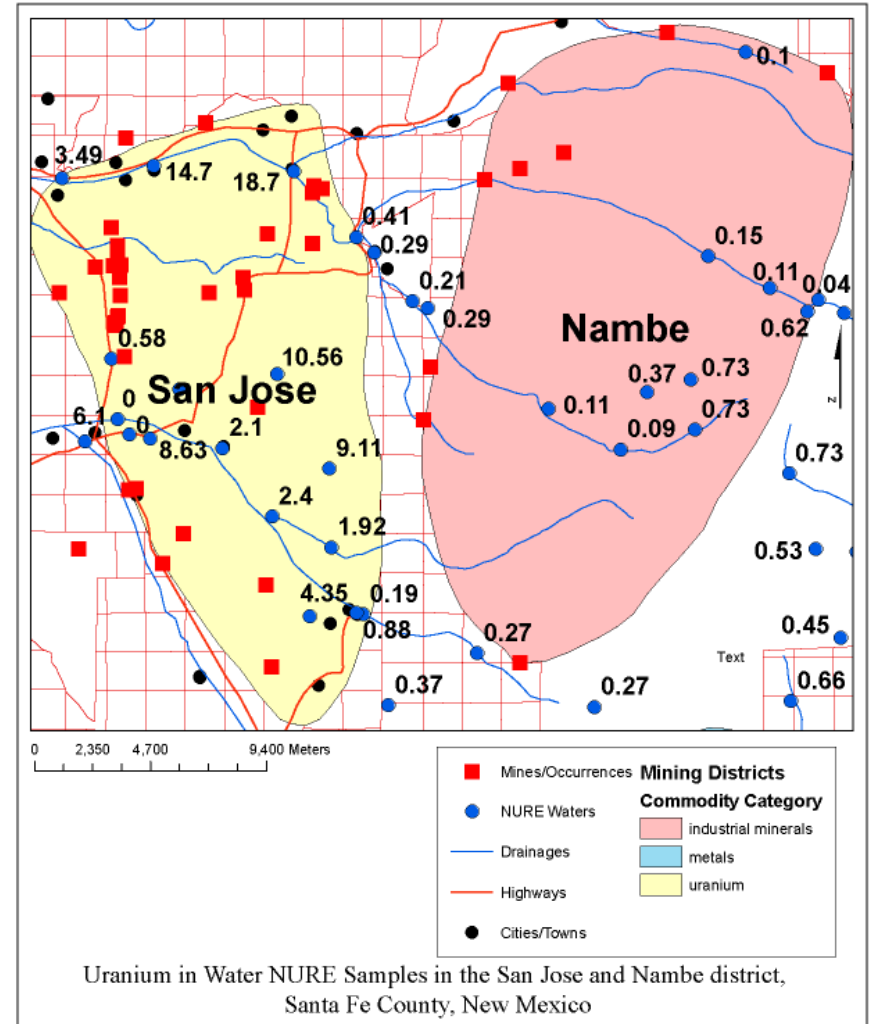 0.1
3.49
14.7
18.7
0.41
0.29
0.15
0.21
0.11
0.04
0.29
0.62
Nambe
0.58
10.56
San Jose
0.37
0.73
0
0.11
0.73
6.1
0
2.1
0.09
8.63
9.11
0.73
2.4
1.92
0.53
4.35
0.19
0.88
0.27
0.45
Text
0.37
0.27
0.66
N
0 2,350 4,700 9,400 Meters
Mines/Occurrences
NURE Waters
Drainages
Highways
Cities/Towns
Mining Districts
Commodity Category
industrial minerals
metals
uranium
Uranium in Water NURE Samples in the San Jose and Nambe district,
Santa Fe County, New Mexico